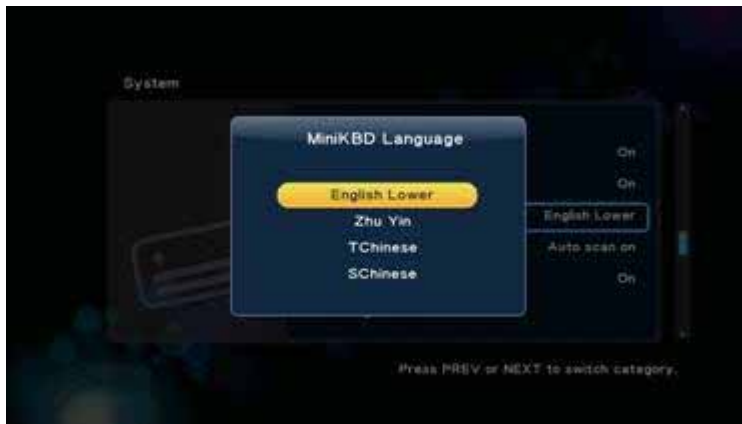 System
MiniKBD Language
English Lower
Zhu Yin
TChinese
SChinese
On
On
English Lower
Auto scan on
On
Press PREV or NEXT to switch category.